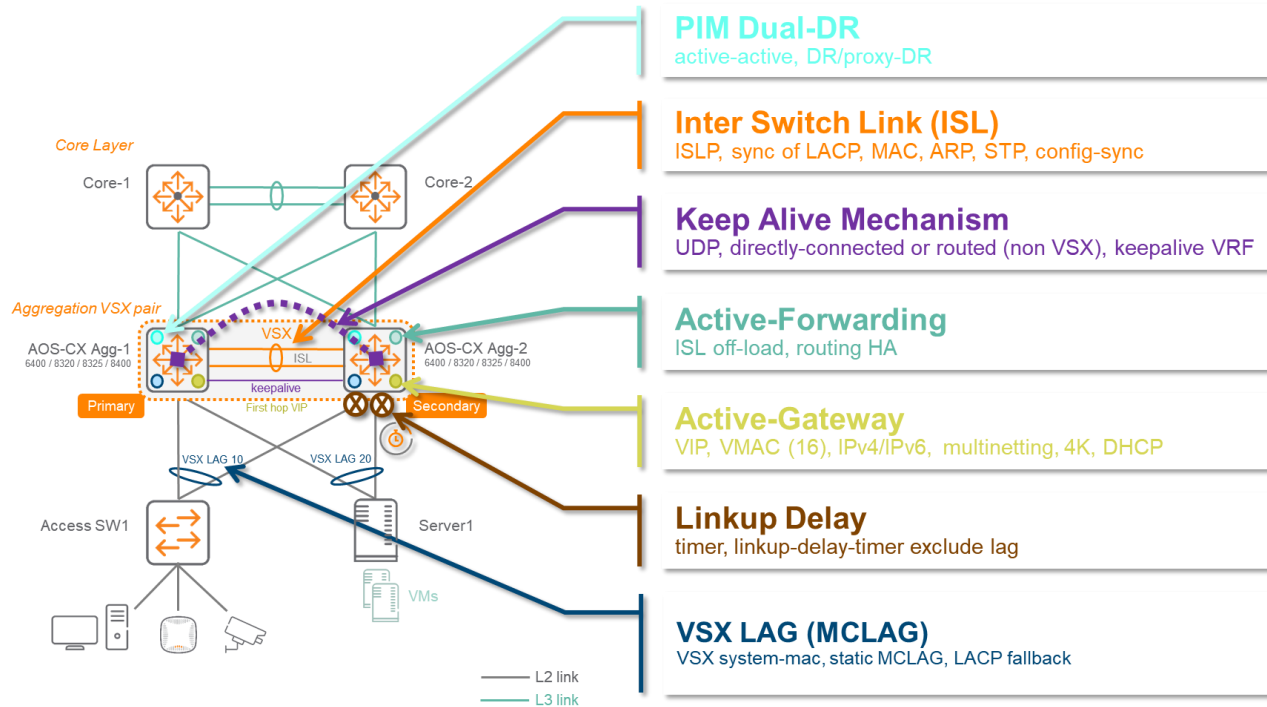 PIM Dual-DR
active-active, DR/proxy-DR
Inter Switch Link (ISL)
ISLP, sync of LACP, MAC, ARP, STP, config-sync
Keep Alive Mechanism
UDP, directly-connected or routed (non VSX), keepalive VRF
Active-Forwarding
ISL off-load, routing HA
Active-Gateway
VIP, VMAC (16), IPv4/IPv6, multinetting, 4K, DHCP
Linkup Delay
timer, linkup-delay-timer exclude lag
VSX LAG (MCLAG)
VSX system-mac, static MCLAG, LACP fallback
Core Layer
Core-1
Core-2
Aggregation VSX pair
VSX
AOS-CX Agg-1
6400 / 8320 / 8325 / 8400
ISL
AOS-CX Agg-2
6400 / 8320 / 8325 / 8400
keepalive
Primary
First hop VIP
Secondary
VSX LAG 10
VSX LAG 20
Access SW1
Server1
VMs
L2 link
L3 link